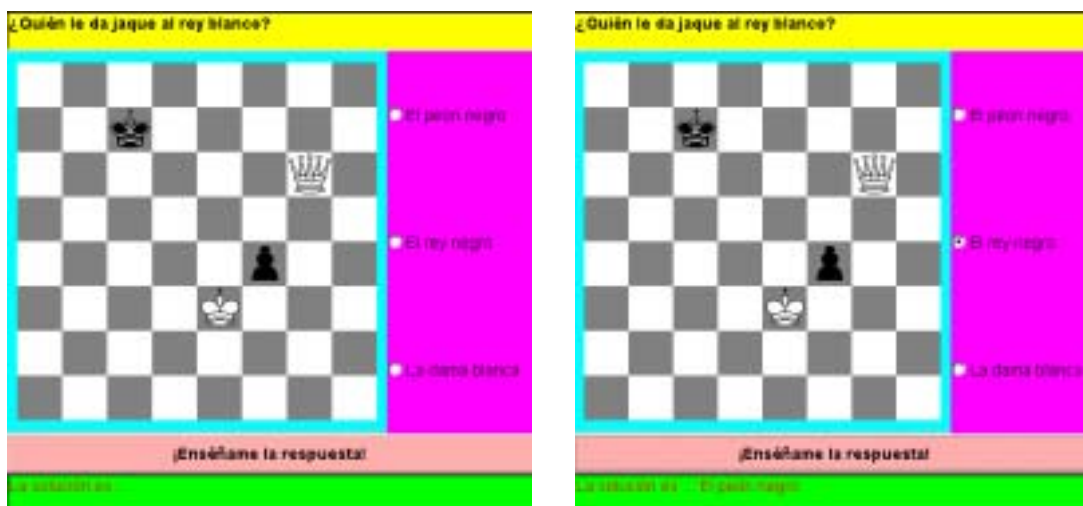 ¿Quién le da jaque al rey blanco?
El peón negro
El rey negro
La dama blanca
¡Enséñame la respuesta!
La solución es ...
¿Quién le da jaque al rey blanco?
El peón negro
El rey negro
La dama blanca
¡Enséñame la respuesta!
La solución es ... El peón negro